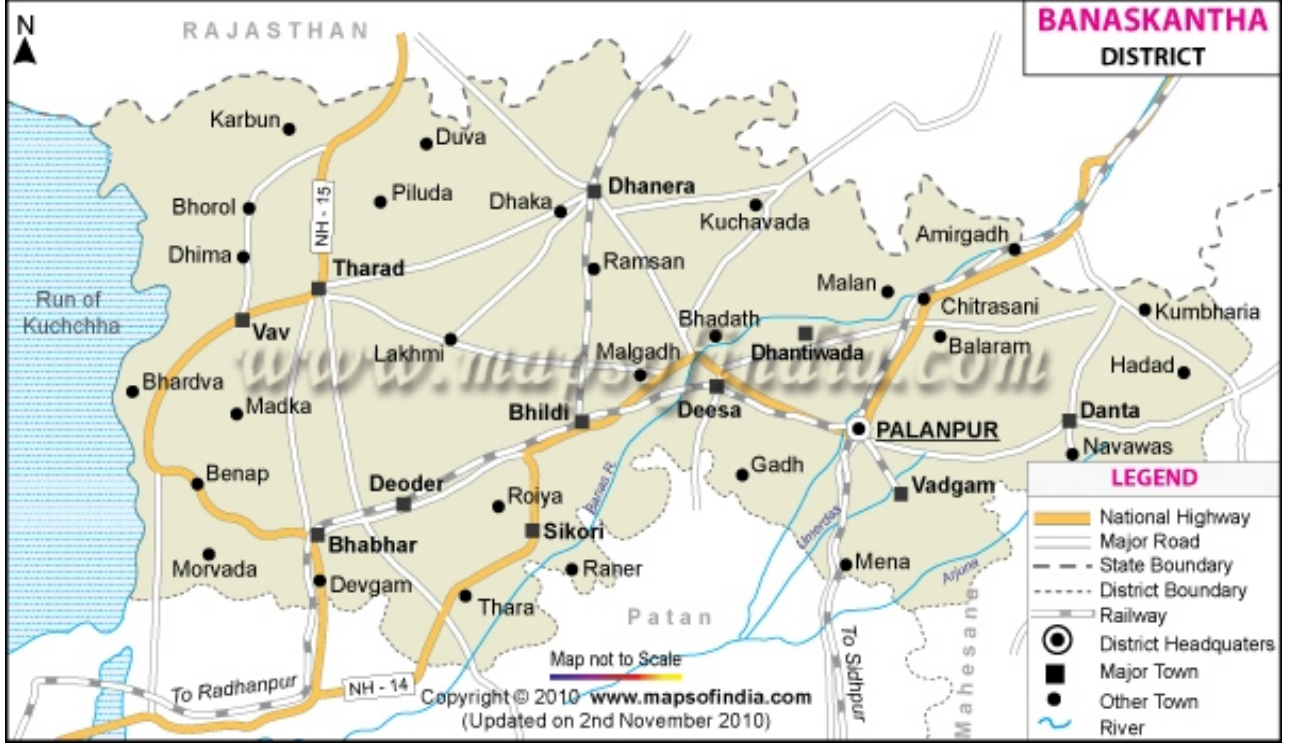 N
RAJASTHAN
BANASKANTHA
DISTRICT
Karbun
Duva
NH - 15
Piluda
Bhorol
Dhaka
Dhanera
Kuchavada
Dhima
Tharad
Ramsan
Amirgadh
Malan
Chitrasani
Kumbharia
Run of
Kuchchha
Vav
Lakhmi
Bhadath
Malgadh
Dhantiwada
Balaram
Hadad
www.mapsofindia.com
Bhardva
Madka
Bhildi
Deesa
PALANPUR
Danta
Navawas
Benap
Deoder
Roiya
Banas R.
Gadh
Vadgam
Bhabhar
Sikori
Umerdas
Morvada
Devgam
Thara
Raner
Mena
Arjuna
Patan
Mahesane
To Sidhpur
To Radhanpur
NH - 14
Map not to Scale
Copyright © 2010 www.mapsofindia.com
(Updated on 2nd November 2010)
LEGEND
National Highway
Major Road
State Boundary
District Boundary
Railway
District Headquaters
Major Town
Other Town
River